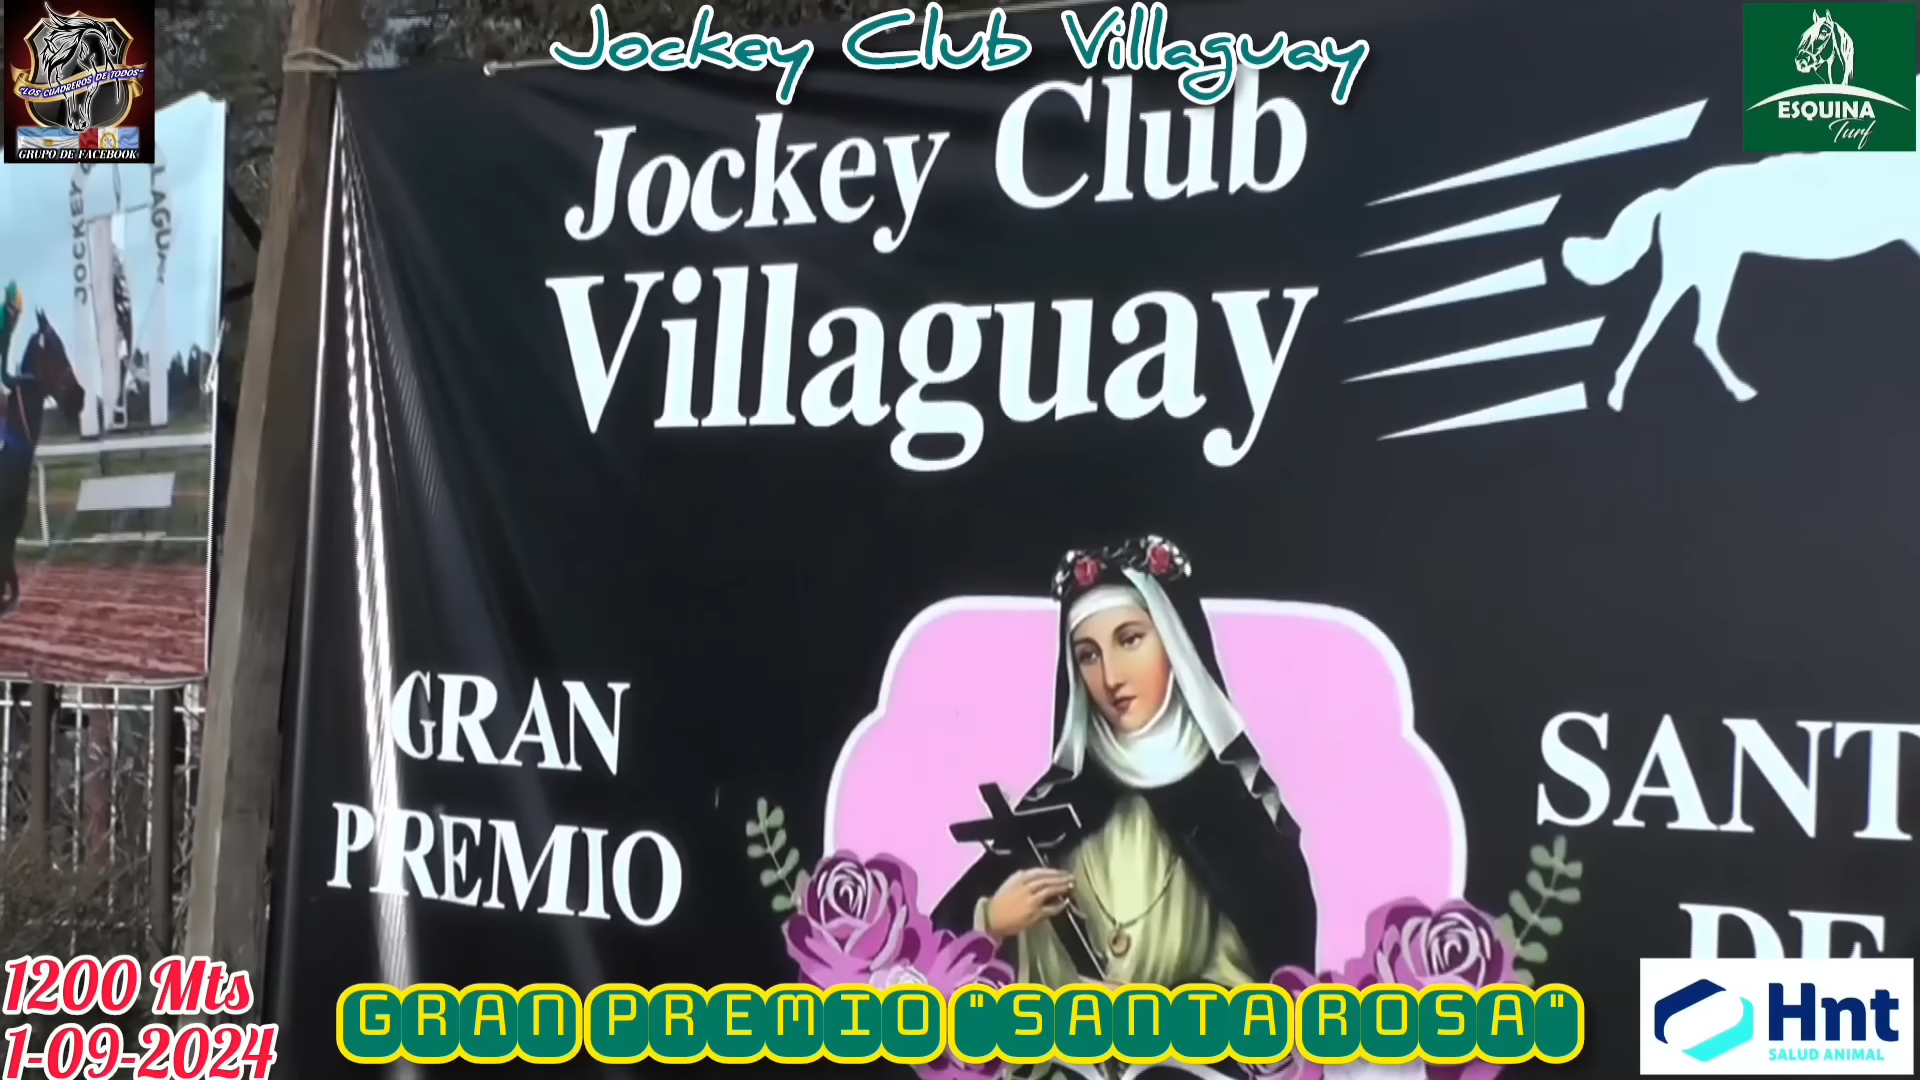 Jockey Club Villaguay
"LOS CUADREROS DE TODOS"
GRUPO DE FACEBOOK
ESQUINA
Turf
JOCKEY
Jockey Club
Villaguay
GRAN
PREMIO
SANT
DE
1200 Mts
1-09-2024
GRAN PREMIO "SANTA ROSA"
Hnt
SALUD ANIMAL